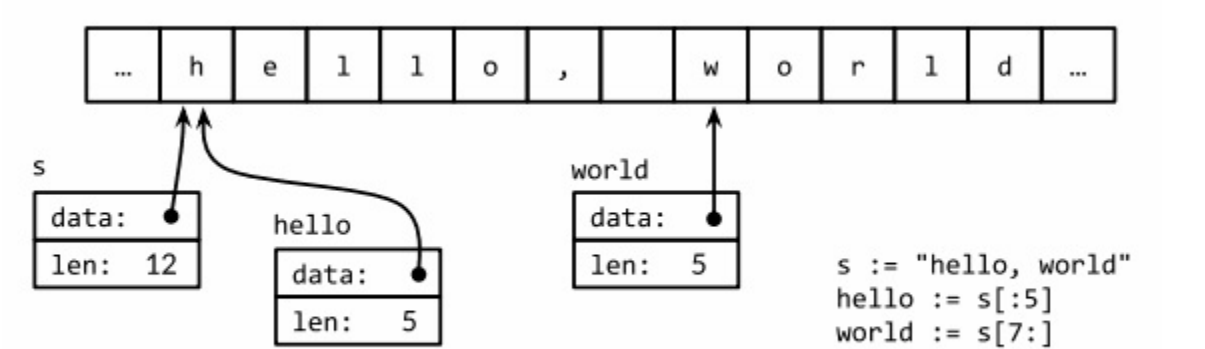 … h e l l o , w o r l d …
s
data:
len: 12
hello
data:
len: 5
world
data:
len: 5
s := "hello, world"
hello := s[:5]
world := s[7:]